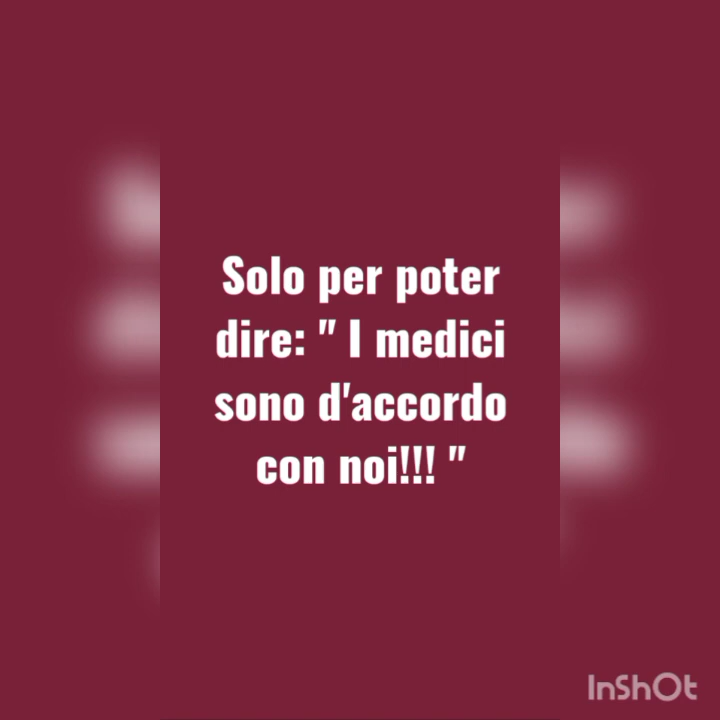 Solo per poter
dire: " I medici
sono d'accordo
con noi!!! "
InShOt